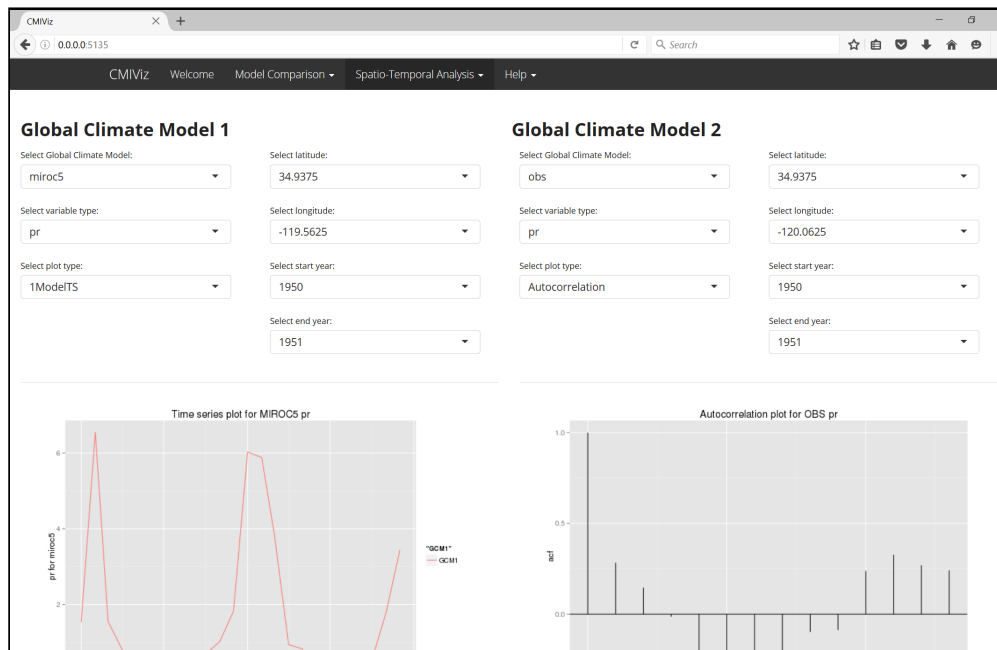 CMIViz
0.0.0.0:5135
Search
CMIViz Welcome Model Comparison Spatio-Temporal Analysis Help
Global Climate Model 1
Select Global Climate Model:
miroc5
Select latitude:
34.9375
Select variable type:
pr
Select longitude:
-119.5625
Select plot type:
1ModelTS
Select start year:
1950
Select end year:
1951
Time series plot for MIROC5 pr
pr for miroc5
6
4
2
"GCM1"
GCM1
Global Climate Model 2
Select Global Climate Model:
obs
Select latitude:
34.9375
Select variable type:
pr
Select longitude:
-120.0625
Select plot type:
Autocorrelation
Select start year:
1950
Select end year:
1951
Autocorrelation plot for OBS pr
acf
1.0
0.5
0.0